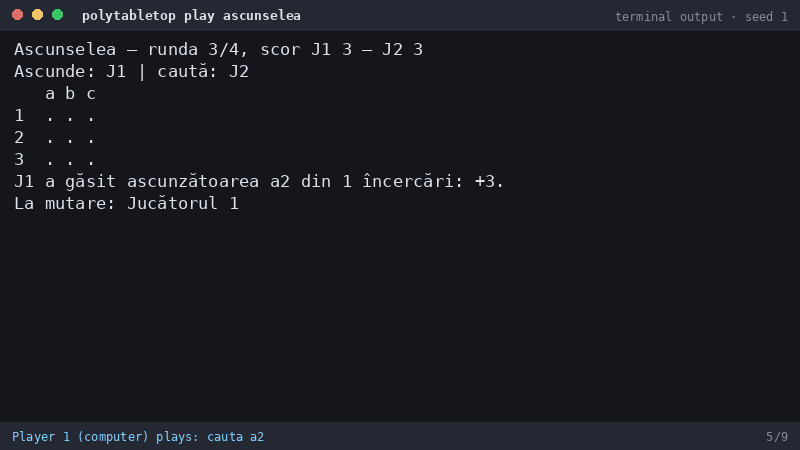 polytabletop play ascunselea
terminal output · seed 1
Ascunselea — runda 3/4, scor J1 3 — J2 3
Ascunde: J1 | caută: J2
a b c
1 . . .
2 . . .
3 . . .
J1 a găsit ascunzătoarea a2 din 1 încercări: +3.
La mutare: Jucătorul 1
Player 1 (computer) plays: cauta a2
5/9